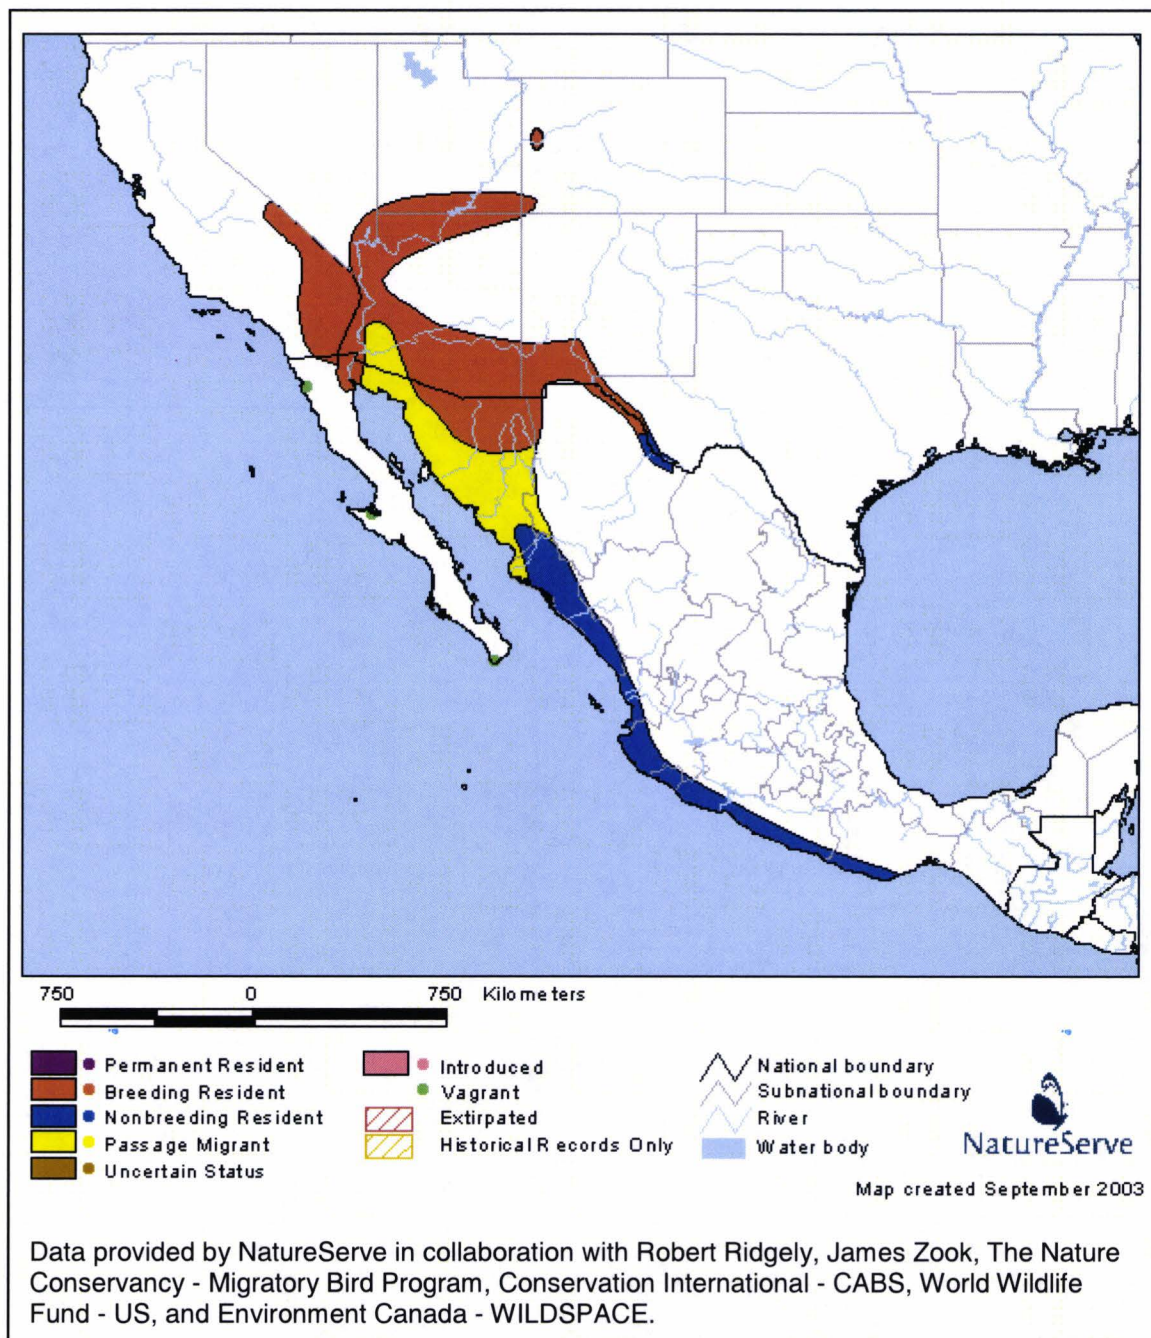 750 0 750 Kilometers
Permanent Resident
Breeding Resident
Nonbreeding Resident
Passage Migrant
Uncertain Status
Introduced
Vagrant
Extirpated
Historical Records Only
National boundary
Subnational boundary
River
Water body
NatureServe
Map created September 2003
Data provided by NatureServe in collaboration with Robert Ridgely, James Zook, The Nature
Conservancy - Migratory Bird Program, Conservation International - CABS, World Wildlife
Fund - US, and Environment Canada - WILDSPACE.